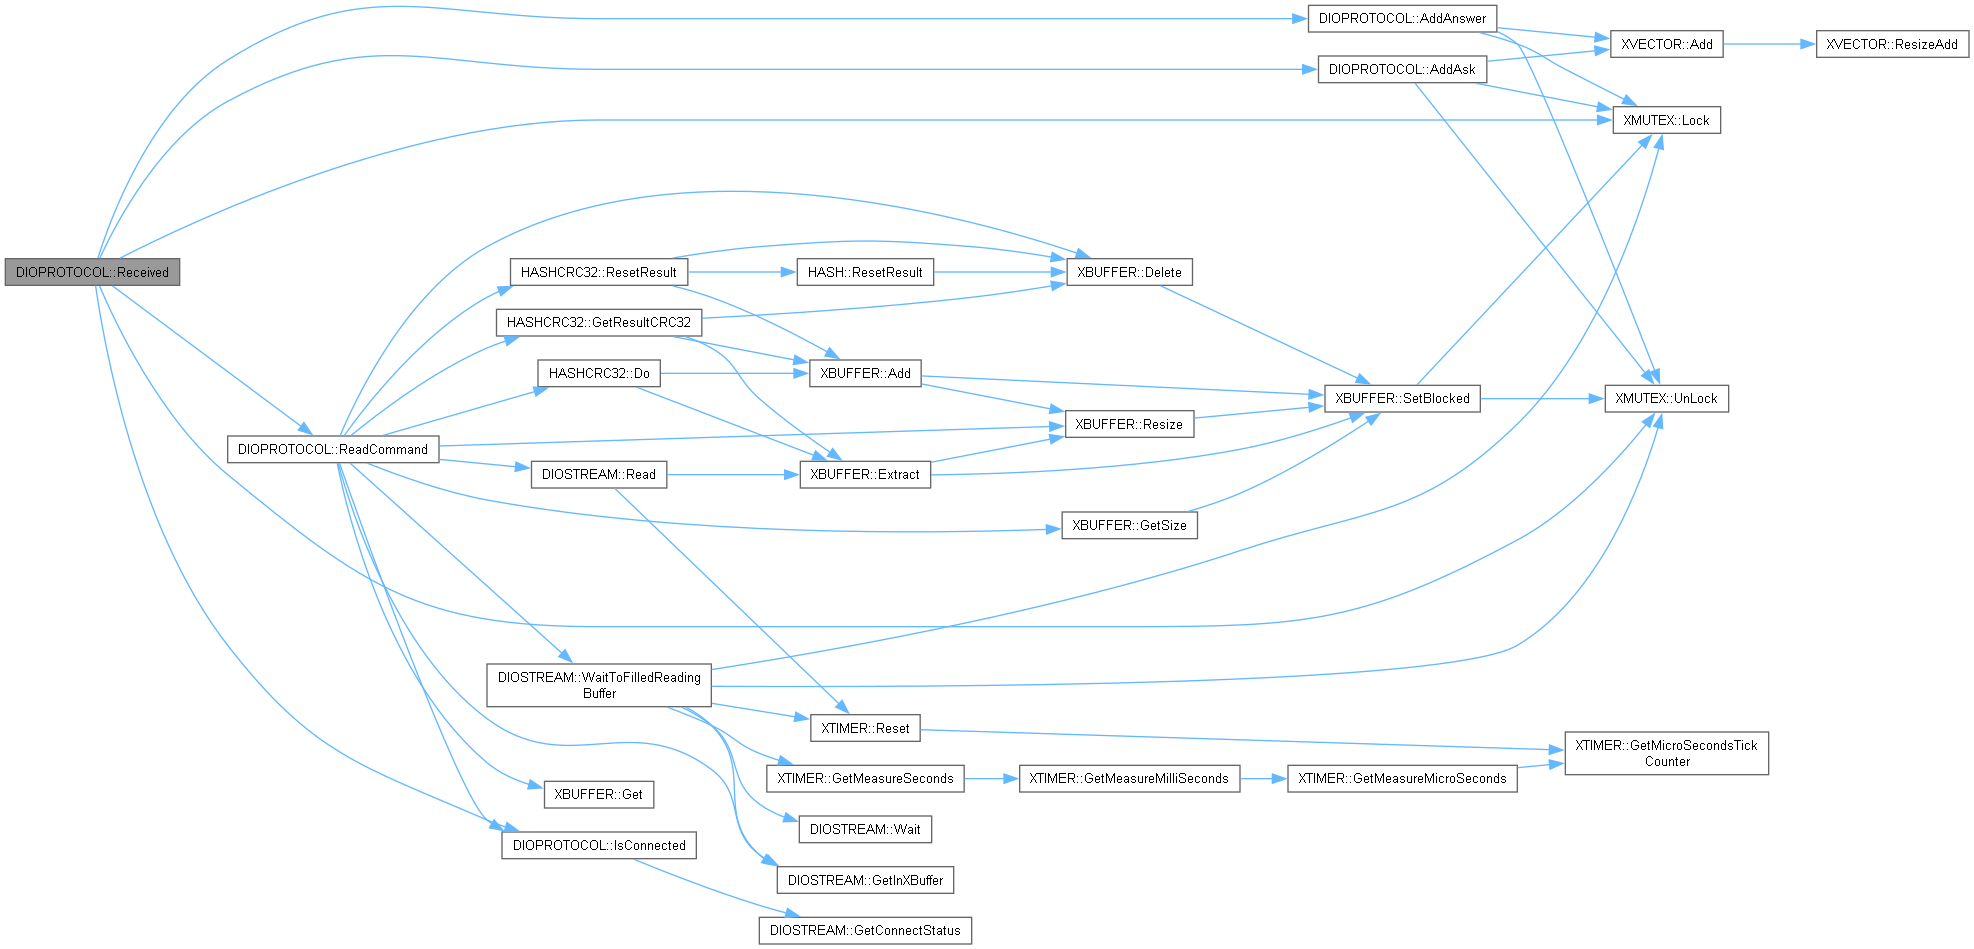 DIOPROTOCOL::AddAnswer
XVECTOR::Add
XVECTOR::ResizeAdd
DIOPROTOCOL::AddAsk
XMUTEX::Lock
DIOPROTOCOL::Received
HASHCRC32::ResetResult
HASH::ResetResult
XBUFFER::Delete
HASHCRC32::GetResultCRC32
HASHCRC32::Do
XBUFFER::Add
XBUFFER::SetBlocked
XMUTEX::UnLock
XBUFFER::Resize
DIOPROTOCOL::ReadCommand
DIOSTREAM::Read
XBUFFER::Extract
XBUFFER::GetSize
DIOSTREAM::WaitToFilledReading
Buffer
XTIMER::Reset
XTIMER::GetMicroSecondsTick
Counter
XTIMER::GetMeasureSeconds
XTIMER::GetMeasureMilliSeconds
XTIMER::GetMeasureMicroSeconds
XBUFFER::Get
DIOSTREAM::Wait
DIOPROTOCOL::IsConnected
DIOSTREAM::GetInXBuffer
DIOSTREAM::GetConnectStatus